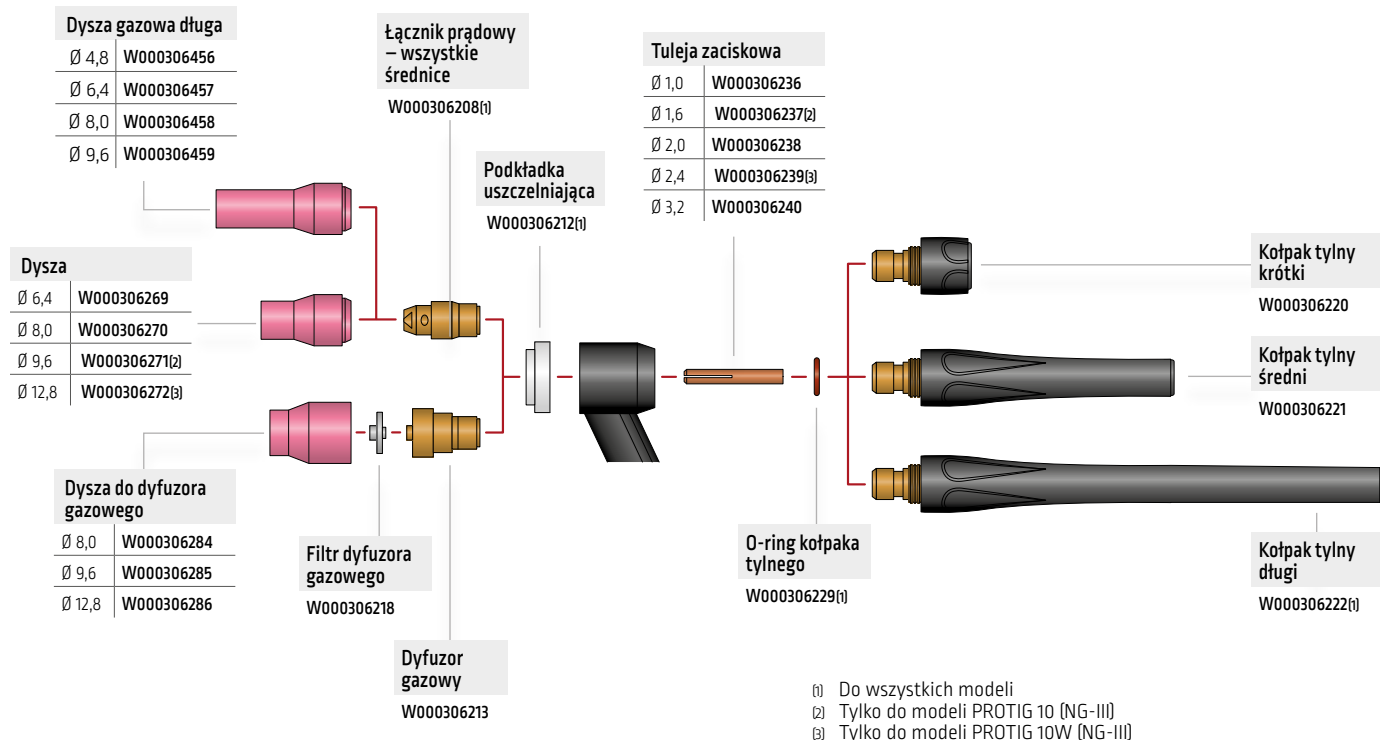 Dysza gazowa długa
Ø 4,8 W000306456
Ø 6,4 W000306457
Ø 8,0 W000306458
Ø 9,6 W000306459
Łącznik prądowy
– wszystkie
średnice
W000306208(1)
Podkładka
uszczelniająca
W000306212(1)
Tuleja zaciskowa
Ø 1,0 W000306236
Ø 1,6 W000306237(2)
Ø 2,0 W000306238
Ø 2,4 W000306239(3)
Ø 3,2 W000306240
Dysza
Ø 6,4 W000306269
Ø 8,0 W000306270
Ø 9,6 W000306271(2)
Ø 12,8 W000306272(3)
Kołpak tylny
krótki
W000306220
Kołpak tylny
średni
W000306221
Dysza do dyfuzora
gazowego
Ø 8,0 W000306284
Ø 9,6 W000306285
Ø 12,8 W000306286
Filtr dyfuzora
gazowego
W000306218
Dyfuzor
gazowy
W000306213
O-ring kołpaka
tylnego
W000306229(1)
Kołpak tylny
długi
W000306222(1)
(1) Do wszystkich modeli
(2) Tylko do modeli PROTIG 10 (NG-III)
(3) Tylko do modeli PROTIG 10W (NG-III)